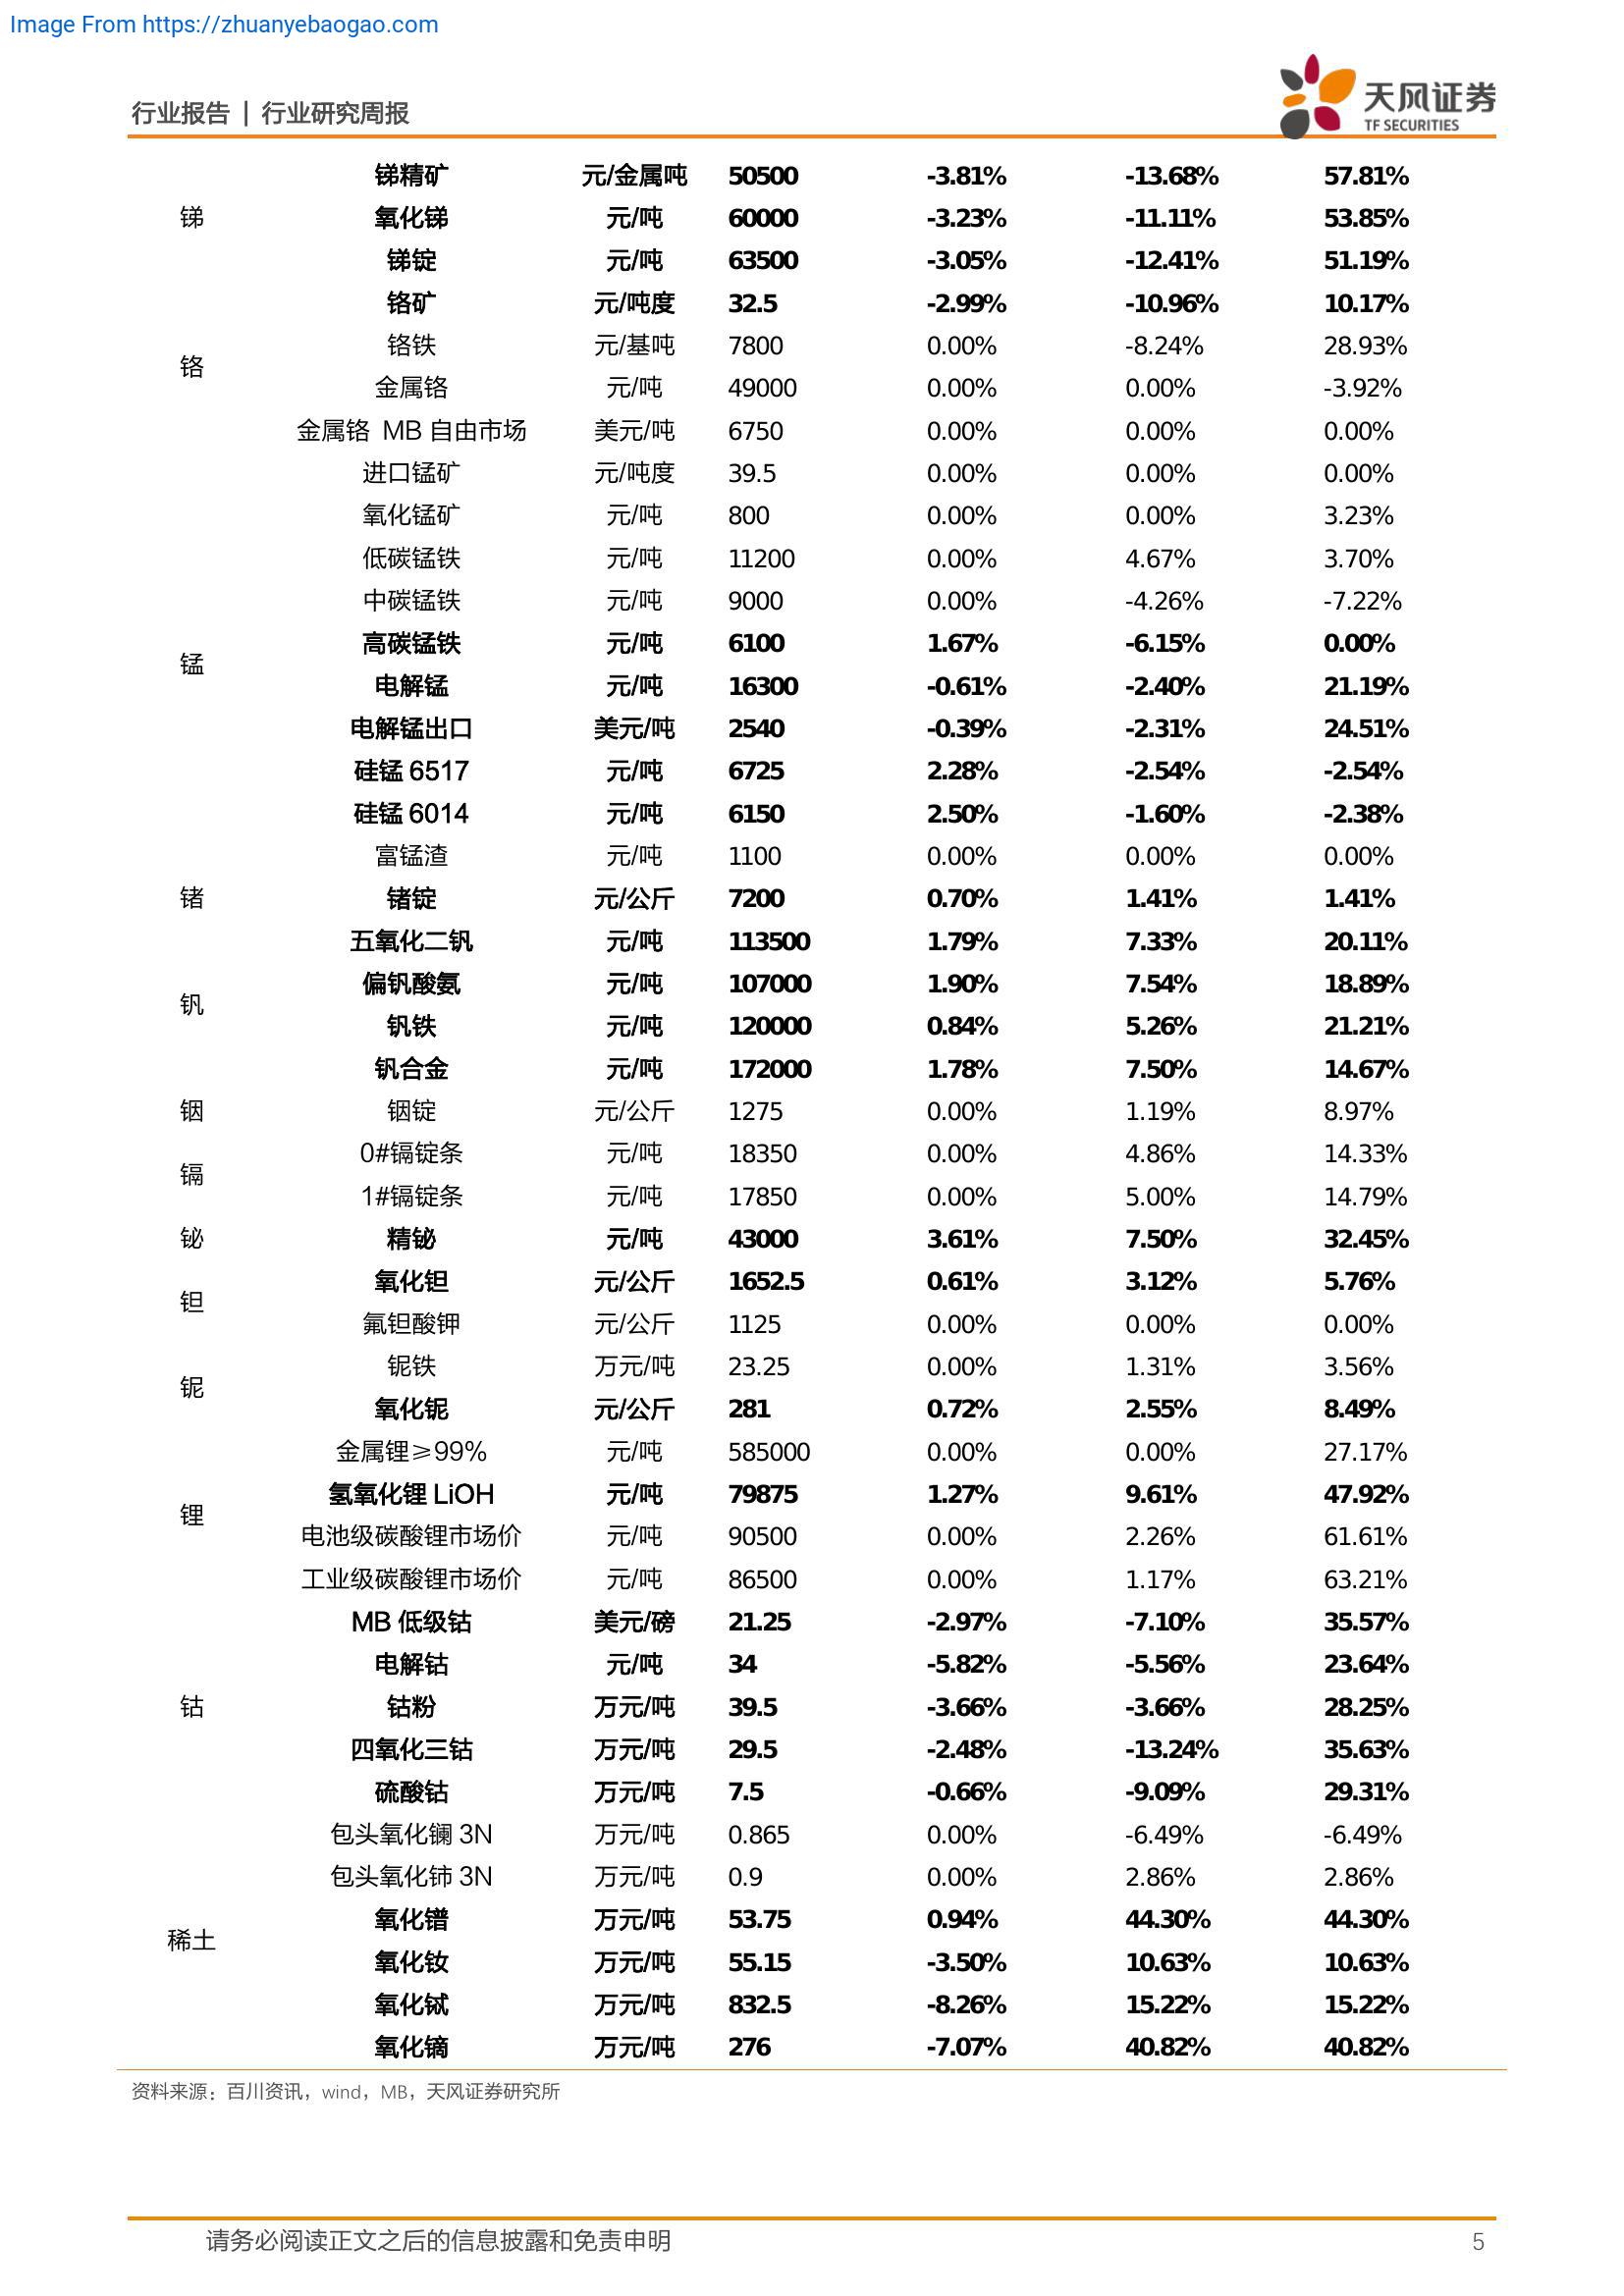 Image From https://zhuanyebaogao.com
行业报告 | 行业研究周报
天风证券
TF SECURITIES
锑精矿 元/金属吨 50500 -3.81% -13.68% 57.81%
锑 氧化锑 元/吨 60000 -3.23% -11.11% 53.85%
锑锭 元/吨 63500 -3.05% -12.41% 51.19%
铬矿 元/吨度 32.5 -2.99% -10.96% 10.17%
铬铁 元/基吨 7800 0.00% -8.24% 28.93%
铬
金属铬 元/吨 49000 0.00% 0.00% -3.92%
金属铬 MB 自由市场 美元/吨 6750 0.00% 0.00% 0.00%
进口锰矿 元/吨度 39.5 0.00% 0.00% 0.00%
氧化锰矿 元/吨 800 0.00% 0.00% 3.23%
低碳锰铁 元/吨 11200 0.00% 4.67% 3.70%
中碳锰铁 元/吨 9000 0.00% -4.26% -7.22%
高碳锰铁 元/吨 6100 1.67% -6.15% 0.00%
锰
电解锰 元/吨 16300 -0.61% -2.40% 21.19%
电解锰出口 美元/吨 2540 -0.39% -2.31% 24.51%
硅锰 6517 元/吨 6725 2.28% -2.54% -2.54%
硅锰 6014 元/吨 6150 2.50% -1.60% -2.38%
富锰渣 元/吨 1100 0.00% 0.00% 0.00%
锗 锗锭 元/公斤 7200 0.70% 1.41% 1.41%
五氧化二钒 元/吨 113500 1.79% 7.33% 20.11%
偏钒酸氨 元/吨 107000 1.90% 7.54% 18.89%
钒
钒铁 元/吨 120000 0.84% 5.26% 21.21%
钒合金 元/吨 172000 1.78% 7.50% 14.67%
铟 铟锭 元/公斤 1275 0.00% 1.19% 8.97%
0#镉锭条 元/吨 18350 0.00% 4.86% 14.33%
镉
1#镉锭条 元/吨 17850 0.00% 5.00% 14.79%
铋 精铋 元/吨 43000 3.61% 7.50% 32.45%
氧化钽 元/公斤 1652.5 0.61% 3.12% 5.76%
钽
氟钽酸钾 元/公斤 1125 0.00% 0.00% 0.00%
铌铁 万元/吨 23.25 0.00% 1.31% 3.56%
铌
氧化铌 元/公斤 281 0.72% 2.55% 8.49%
金属锂≥99% 元/吨 585000 0.00% 0.00% 27.17%
氢氧化锂 LiOH 元/吨 79875 1.27% 9.61% 47.92%
锂
电池级碳酸锂市场价 元/吨 90500 0.00% 2.26% 61.61%
工业级碳酸锂市场价 元/吨 86500 0.00% 1.17% 63.21%
MB 低级钴 美元/磅 21.25 -2.97% -7.10% 35.57%
电解钴 元/吨 34 -5.82% -5.56% 23.64%
钴 钴粉 万元/吨 39.5 -3.66% -3.66% 28.25%
四氧化三钴 万元/吨 29.5 -2.48% -13.24% 35.63%
硫酸钴 万元/吨 7.5 -0.66% -9.09% 29.31%
包头氧化镧 3N 万元/吨 0.865 0.00% -6.49% -6.49%
包头氧化铈 3N 万元/吨 0.9 0.00% 2.86% 2.86%
氧化镨 万元/吨 53.75 0.94% 44.30% 44.30%
稀土
氧化钕 万元/吨 55.15 -3.50% 10.63% 10.63%
氧化铽 万元/吨 832.5 -8.26% 15.22% 15.22%
氧化镝 万元/吨 276 -7.07% 40.82% 40.82%
资料来源：百川资讯，wind，MB，天风证券研究所
请务必阅读正文之后的信息披露和免责申明 5